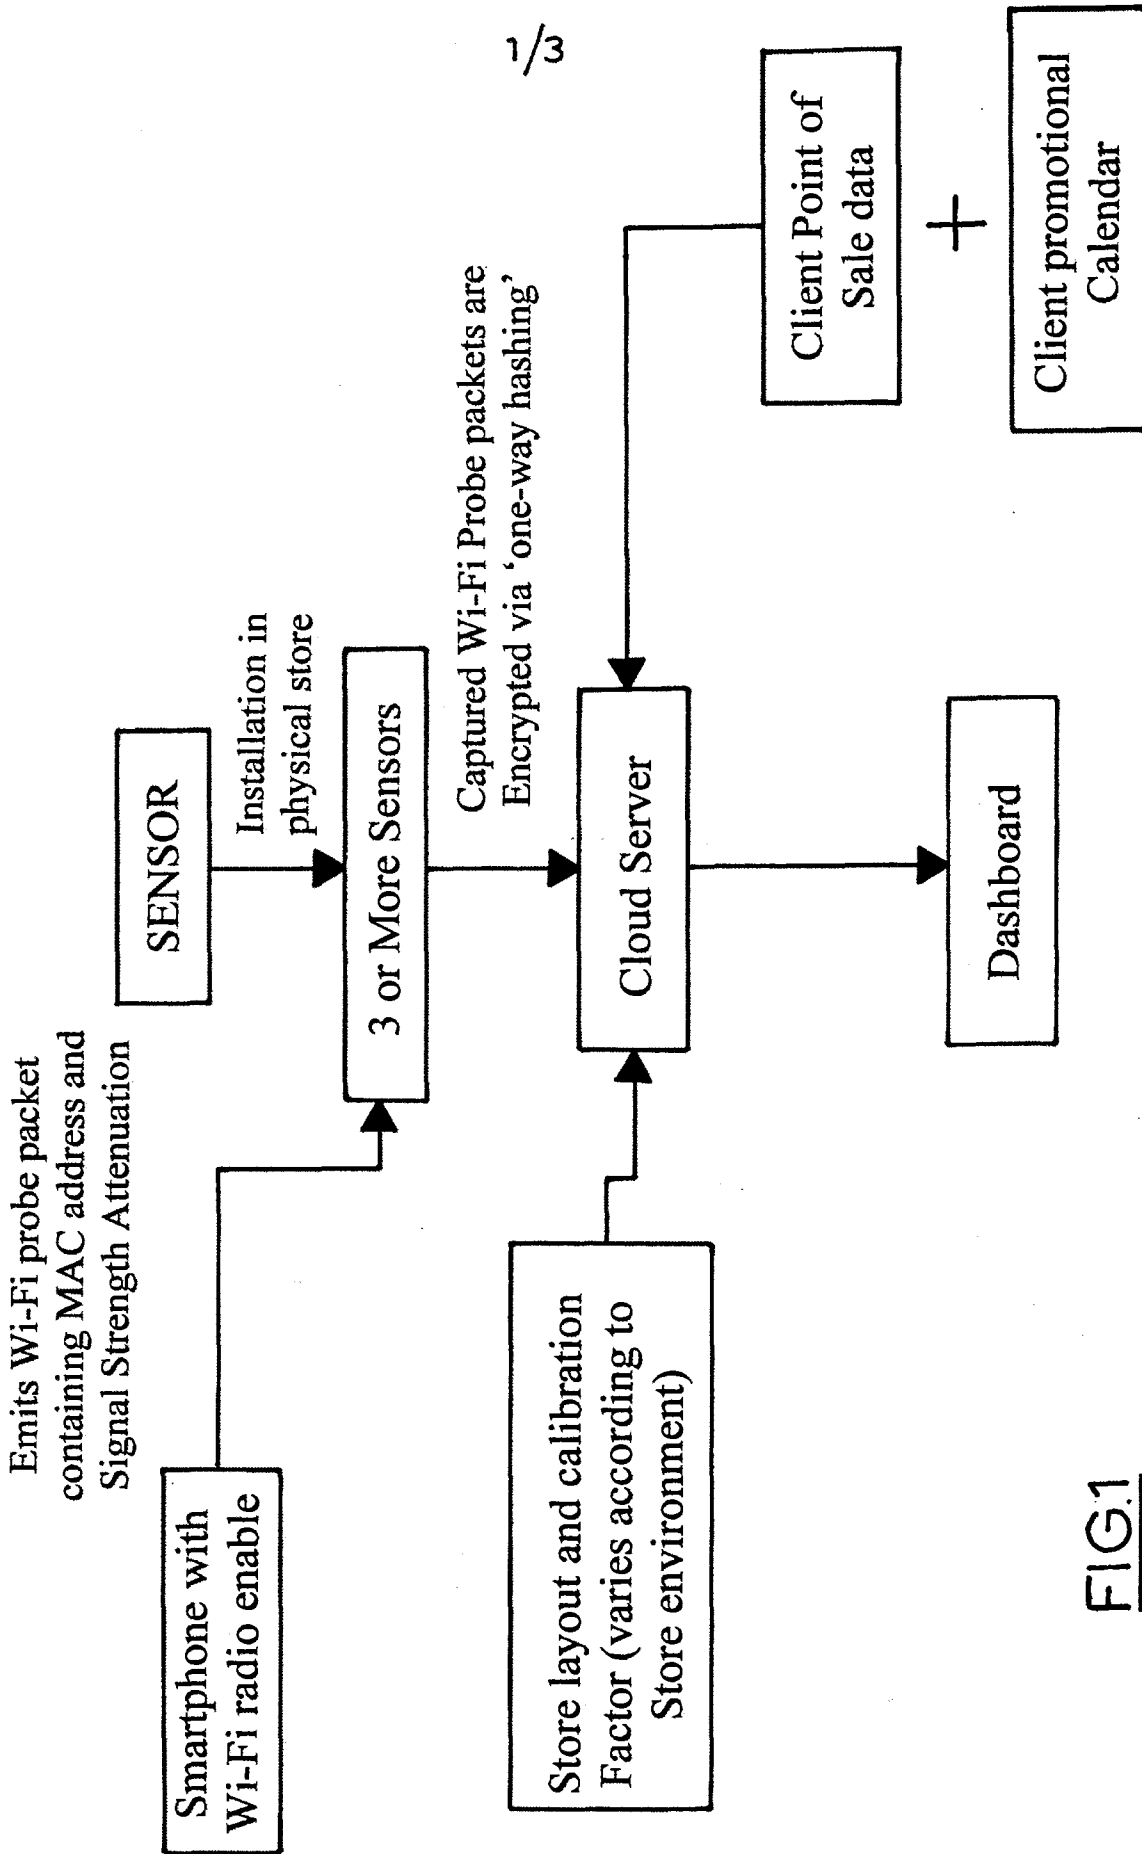 1/3
Emits Wi-Fi probe packet
containing MAC address and
Signal Strength Attenuation
SENSOR
Smartphone with
Wi-Fi radio enable
Installation in
physical store
3 or More Sensors
Captured Wi-Fi Probe packets are
Encrypted via ‘one-way hashing’
Store layout and calibration
Factor (varies according to
Store environment)
Cloud Server
Client Point of
Sale data
+
Client promotional
Calendar
Dashboard
FIG.1